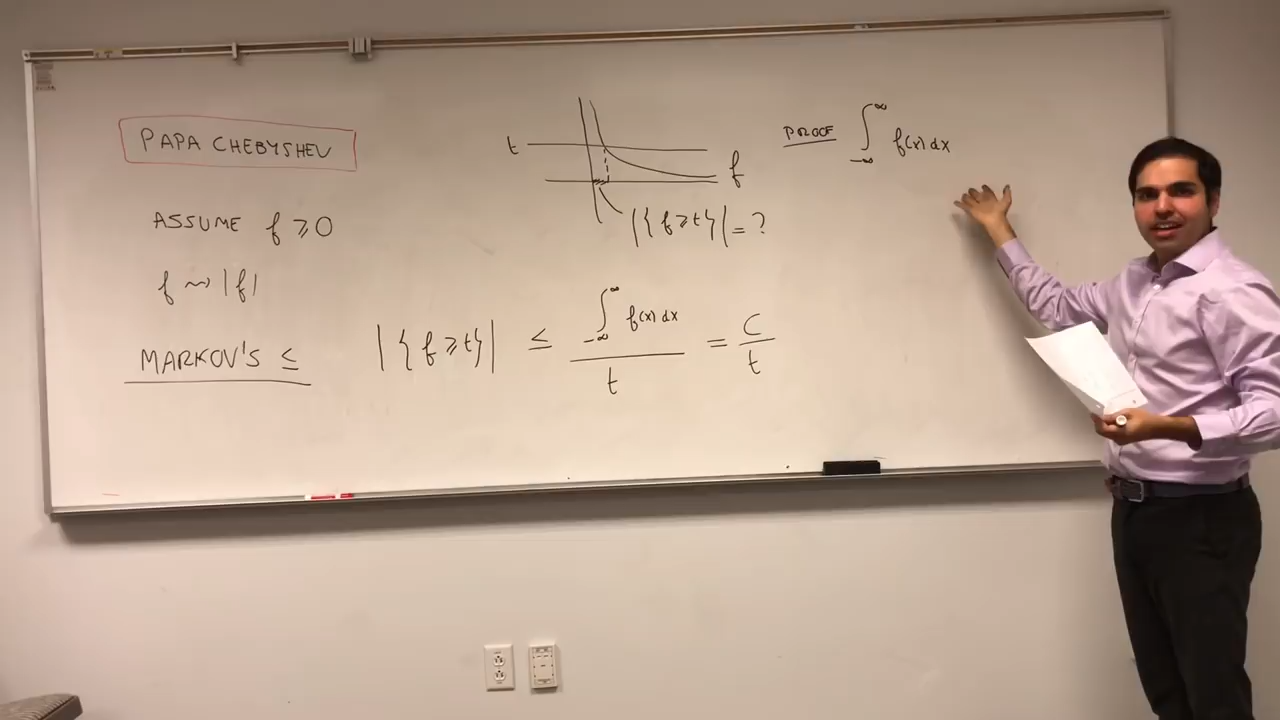 PAPA CHEBYSHEV
ASSUME f ≥ 0
f ⇝ |f|
MARKOV'S ≤
t
f
|{f ≥ t}| = ?
|{f ≥ t}| ≤ ∫_{-∞}^{∞} f(x) dx / t = C / t
PROOF ∫_{-∞}^{∞} f(x) dx